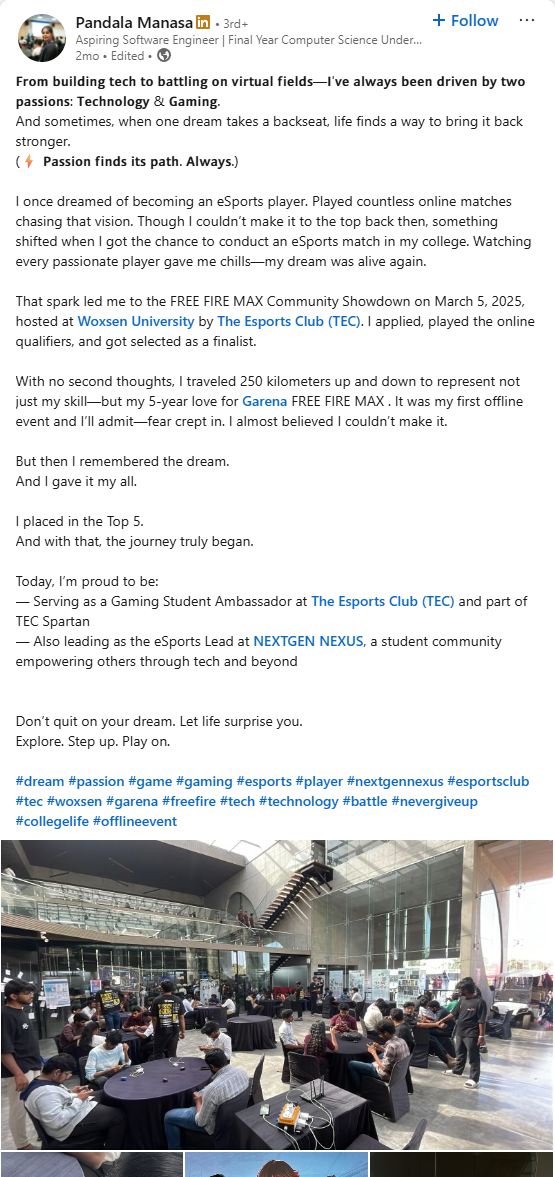 Pandala Manasa in • 3rd+
+ Follow ...
Aspiring Software Engineer | Final Year Computer Science Under...
2mo • Edited •
From building tech to battling on virtual fields—I've always been driven by two
passions: Technology & Gaming.
And sometimes, when one dream takes a backseat, life finds a way to bring it back
stronger.
(⚡ Passion finds its path. Always.)
I once dreamed of becoming an eSports player. Played countless online matches
chasing that vision. Though I couldn't make it to the top back then, something
shifted when I got the chance to conduct an eSports match in my college. Watching
every passionate player gave me chills—my dream was alive again.
That spark led me to the FREE FIRE MAX Community Showdown on March 5, 2025,
hosted at Woxsen University by The Esports Club (TEC). I applied, played the online
qualifiers, and got selected as a finalist.
With no second thoughts, I traveled 250 kilometers up and down to represent not
just my skill—but my 5-year love for Garena FREE FIRE MAX . It was my first offline
event and I'll admit—fear crept in. I almost believed I couldn't make it.
But then I remembered the dream.
And I gave it my all.
I placed in the Top 5.
And with that, the journey truly began.
Today, I'm proud to be:
— Serving as a Gaming Student Ambassador at The Esports Club (TEC) and part of
TEC Spartan
— Also leading as the eSports Lead at NEXTGEN NEXUS, a student community
empowering others through tech and beyond
Don't quit on your dream. Let life surprise you.
Explore. Step up. Play on.
#dream #passion #game #gaming #esports #player #nextgennexus #esportsclub
#tec #woxsen #garena #freefire #tech #technology #battle #nevergiveup
#collegelife #offlineevent